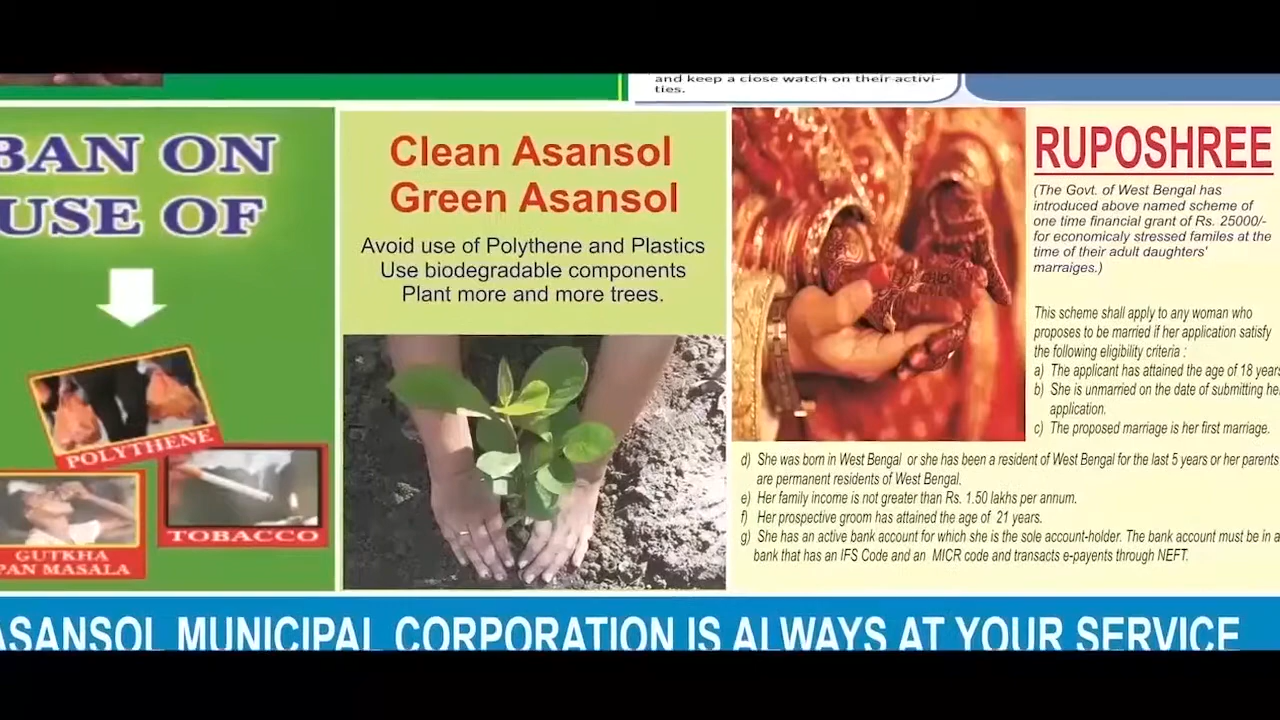 and keep a close watch on their activi-
ties.
BAN ON
USE OF
POLYTHENE
TOBACCO
GUTKHA
PAN MASALA
Clean Asansol
Green Asansol
Avoid use of Polythene and Plastics
Use biodegradable components
Plant more and more trees.
RUPOSHREE
(The Govt. of West Bengal has
introduced above named scheme of
one time financial grant of Rs. 25000/-
for economicaly stressed familes at the
time of their adult daughters'
marraiges.)
This scheme shall apply to any woman who
proposes to be married if her application satisfy
the following eligibility criteria :
a) The applicant has attained the age of 18 years
b) She is unmarried on the date of submitting her
application.
c) The proposed marriage is her first marriage.
d) She was born in West Bengal or she has been a resident of West Bengal for the last 5 years or her parents
are permanent residents of West Bengal.
e) Her family income is not greater than Rs. 1.50 lakhs per annum.
f) Her prospective groom has attained the age of 21 years.
g) She has an active bank account for which she is the sole account-holder. The bank account must be in a
bank that has an IFS Code and an MICR code and transacts e-payents through NEFT.
ASANSOL MUNICIPAL CORPORATION IS ALWAYS AT YOUR SERVICE